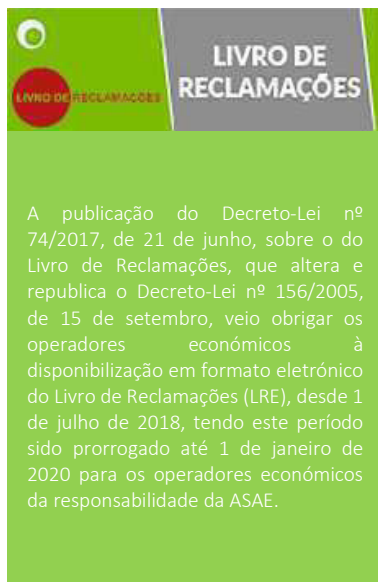 LIVRO DE
RECLAMAÇÕES
LIVRO DE RECLAMAÇÕES
A publicação do Decreto-Lei nº
74/2017, de 21 de junho, sobre o do
Livro de Reclamações, que altera e
republica o Decreto-Lei nº 156/2005,
de 15 de setembro, veio obrigar os
operadores económicos à
disponibilização em formato eletrónico
do Livro de Reclamações (LRE), desde 1
de julho de 2018, tendo este período
sido prorrogado até 1 de janeiro de
2020 para os operadores económicos
da responsabilidade da ASAE.